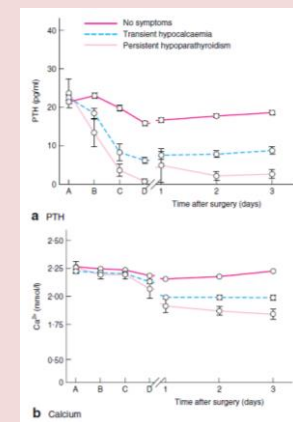 No symptoms
Transient hypocalcaemia
Persistent hypoparathyroidism
PTH (pg/ml)
40
30
20
10
0
A B C D 1 2 3
Time after surgery (days)
a PTH
Ca²⁺ (mmol/l)
2·50
2·25
2·00
1·75
0·50
0
A B C D 1 2 3
Time after surgery (days)
b Calcium